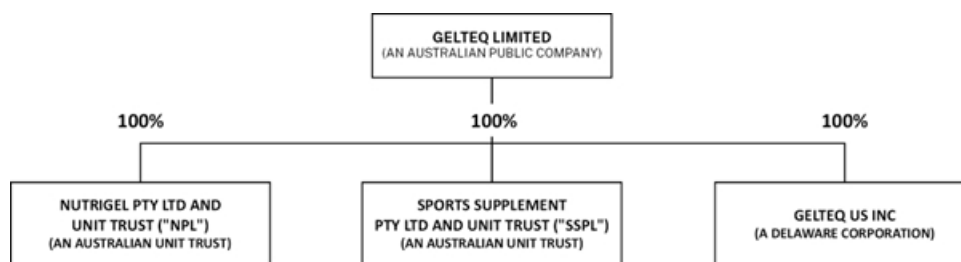 GELTEQ LIMITED
(AN AUSTRALIAN PUBLIC COMPANY)
100%
100%
100%
NUTRIGEL PTY LTD AND
UNIT TRUST ("NPL")
(AN AUSTRALIAN UNIT TRUST)
SPORTS SUPPLEMENT
PTY LTD AND UNIT TRUST ("SSPL")
(AN AUSTRALIAN UNIT TRUST)
GELTEQ US INC
(A DELAWARE CORPORATION)